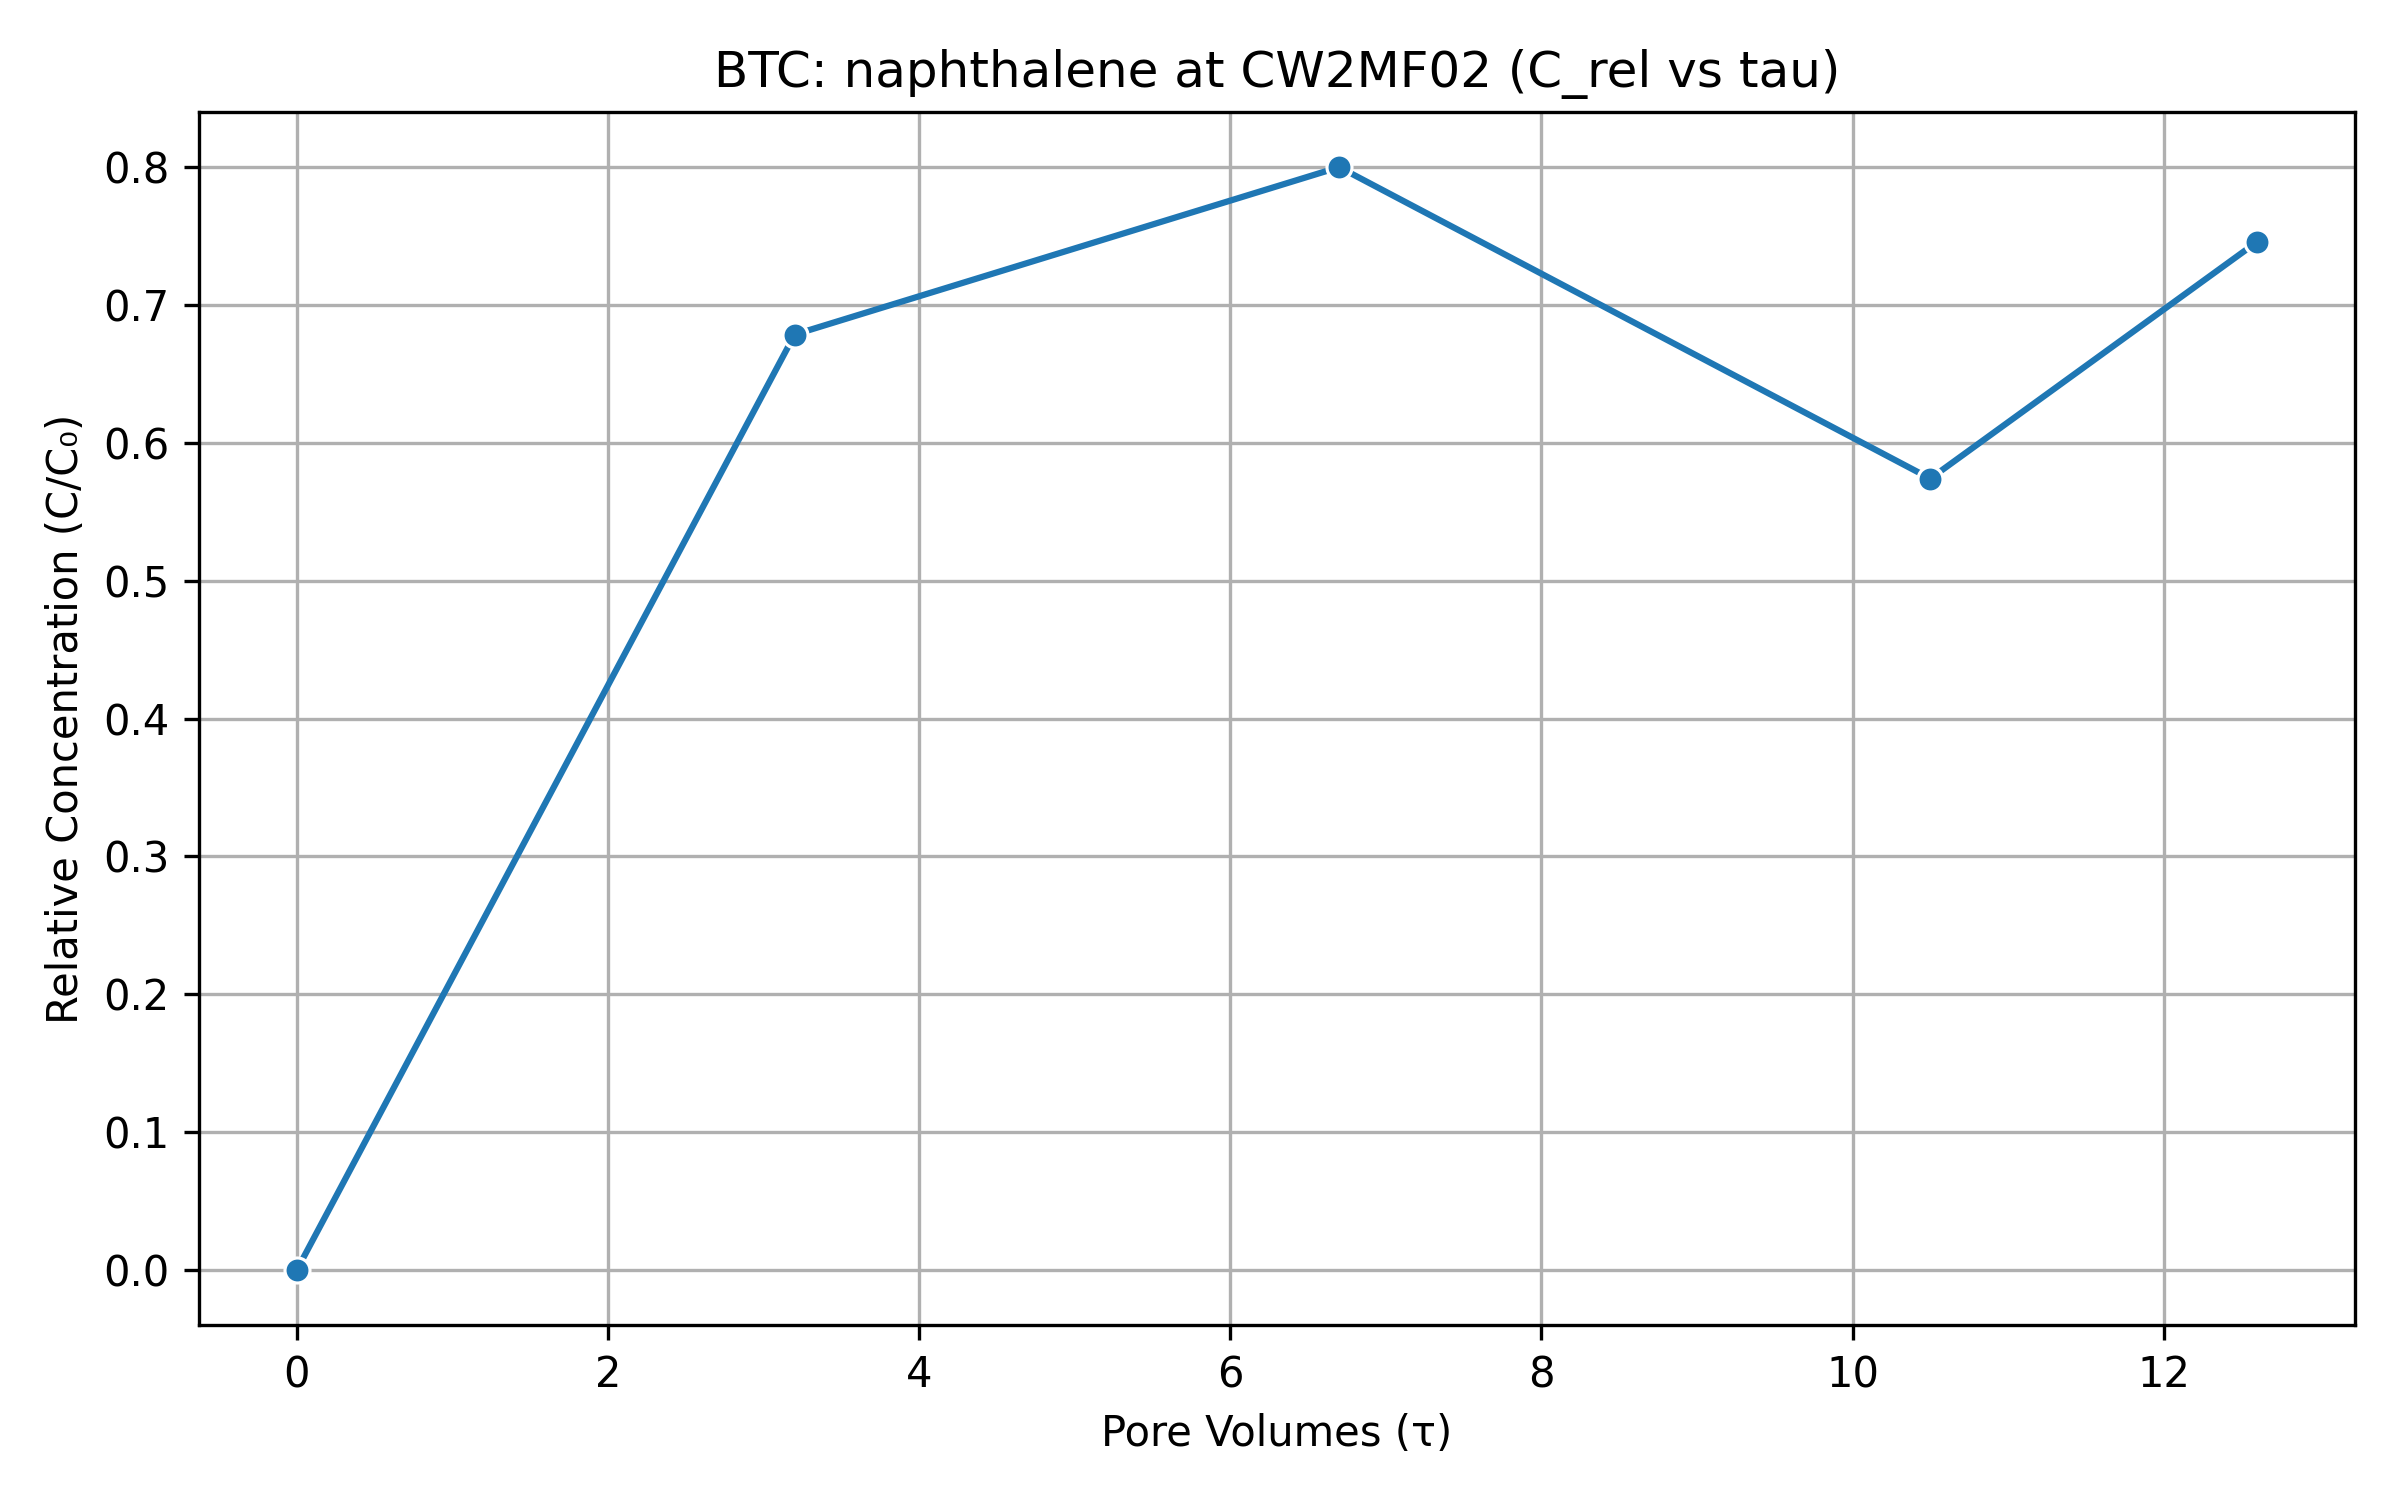 BTC: naphthalene at CW2MF02 (C_rel vs tau)
Relative Concentration (C/C₀)
0.8
0.7
0.6
0.5
0.4
0.3
0.2
0.1
0.0
0 2 4 6 8 10 12
Pore Volumes (τ)